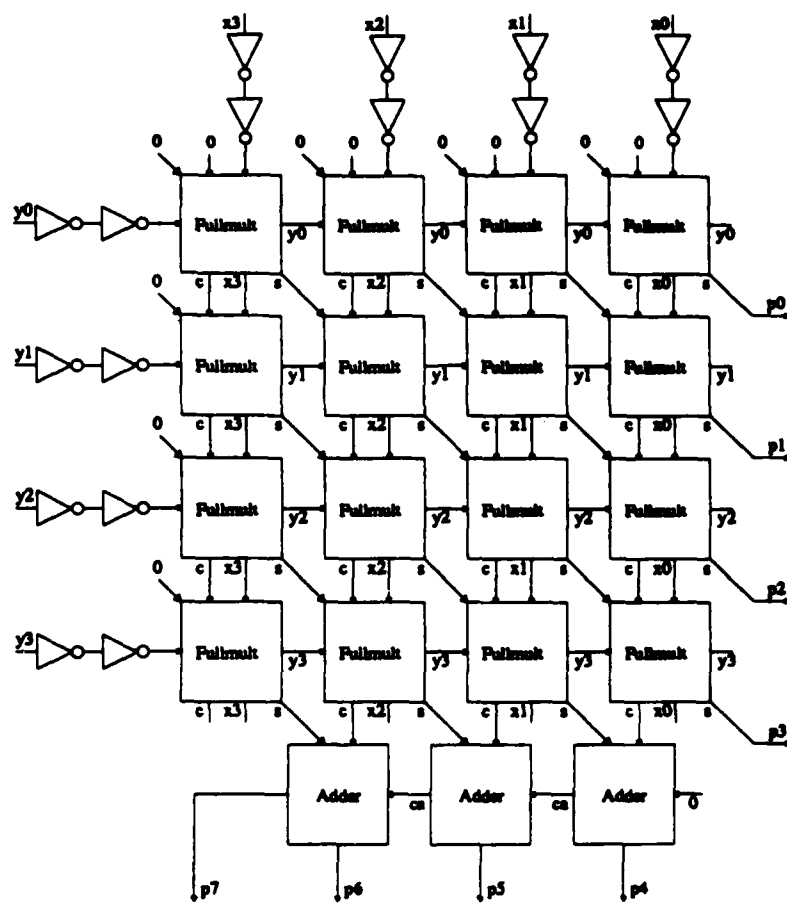 x3 x2 x1 x0
0 0 0 0 0 0 0 0
y0 Fullmult y0 Fullmult y0 Fullmult y0 Fullmult y0
c x3 s c x2 s c x1 s c x0 s
0 p0
y1 Fullmult y1 Fullmult y1 Fullmult y1 Fullmult y1
c x3 s c x2 s c x1 s c x0 s
0 p1
y2 Fullmult y2 Fullmult y2 Fullmult y2 Fullmult y2
c x3 s c x2 s c x1 s c x0 s
0 p2
y3 Fullmult y3 Fullmult y3 Fullmult y3 Fullmult y3
c x3 s c x2 s c x1 s c x0 s
p3
Adder ca Adder ca Adder 0
p7 p6 p5 p4